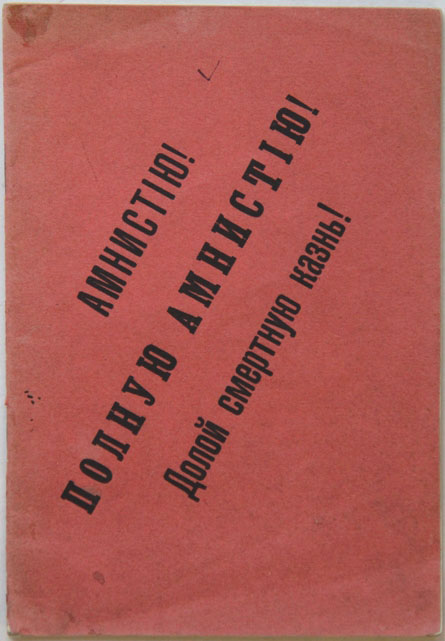 АМНИСТІЮ!
ПОЛНУЮ АМНИСТІЮ!
Долой смертную казнь!